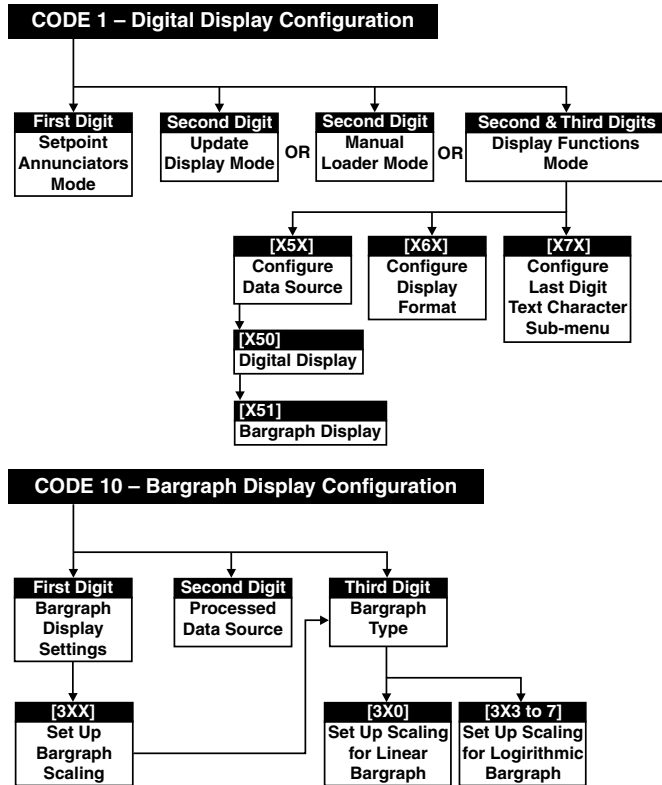 CODE 1 – Digital Display Configuration
First Digit
Setpoint
Annunciators
Mode
Second Digit
Update
Display Mode
OR
Second Digit
Manual
Loader Mode
OR
Second & Third Digits
Display Functions
Mode
[X5X]
Configure
Data Source
[X6X]
Configure
Display
Format
[X7X]
Configure
Last Digit
Text Character
Sub-menu
[X50]
Digital Display
[X51]
Bargraph Display
CODE 10 – Bargraph Display Configuration
First Digit
Bargraph
Display
Settings
Second Digit
Processed
Data Source
Third Digit
Bargraph
Type
[3XX]
Set Up
Bargraph
Scaling
[3X0]
Set Up Scaling
for Linear
Bargraph
[3X3 to 7]
Set Up Scaling
for Logirithmic
Bargraph